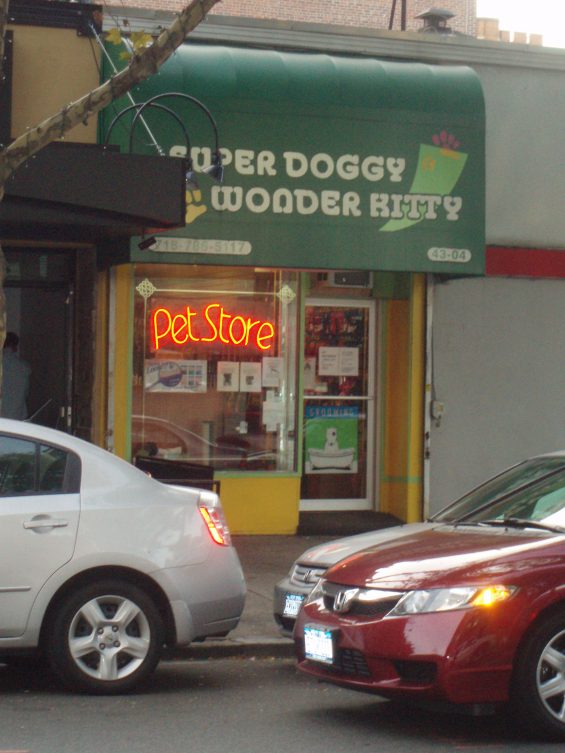 SUPER DOGGY
WONDER KITTY
718-786-5117
43-04
Pet Store
GROOMING